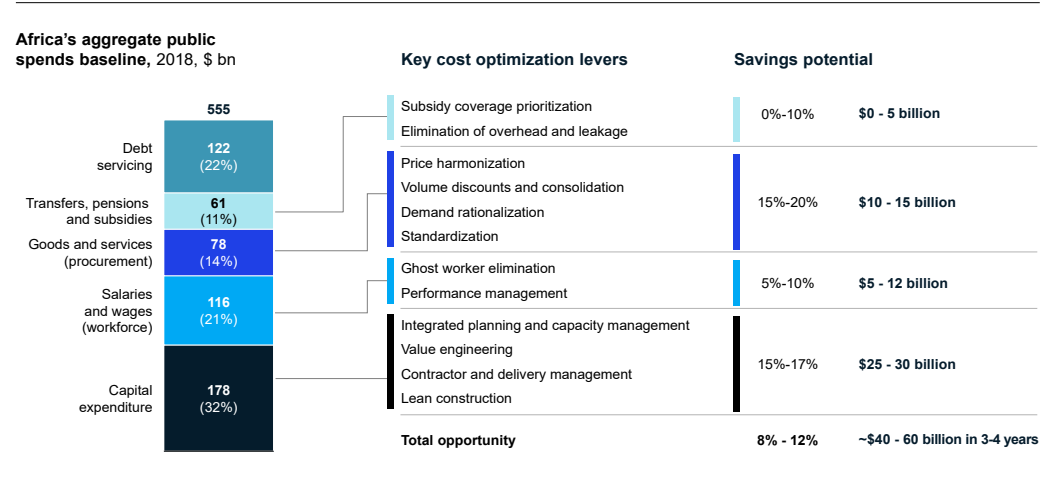 Africa's aggregate public
spends baseline, 2018, $ bn
Key cost optimization levers
Savings potential
555
Debt
servicing
122
(22%)
Transfers, pensions
and subsidies
61
(11%)
Goods and services
(procurement)
78
(14%)
Salaries
and wages
(workforce)
116
(21%)
Capital
expenditure
178
(32%)
Subsidy coverage prioritization
Elimination of overhead and leakage
0%-10%
$0 - 5 billion
Price harmonization
Volume discounts and consolidation
Demand rationalization
Standardization
15%-20%
$10 - 15 billion
Ghost worker elimination
Performance management
5%-10%
$5 - 12 billion
Integrated planning and capacity management
Value engineering
Contractor and delivery management
Lean construction
15%-17%
$25 - 30 billion
Total opportunity
8% - 12%
~$40 - 60 billion in 3-4 years